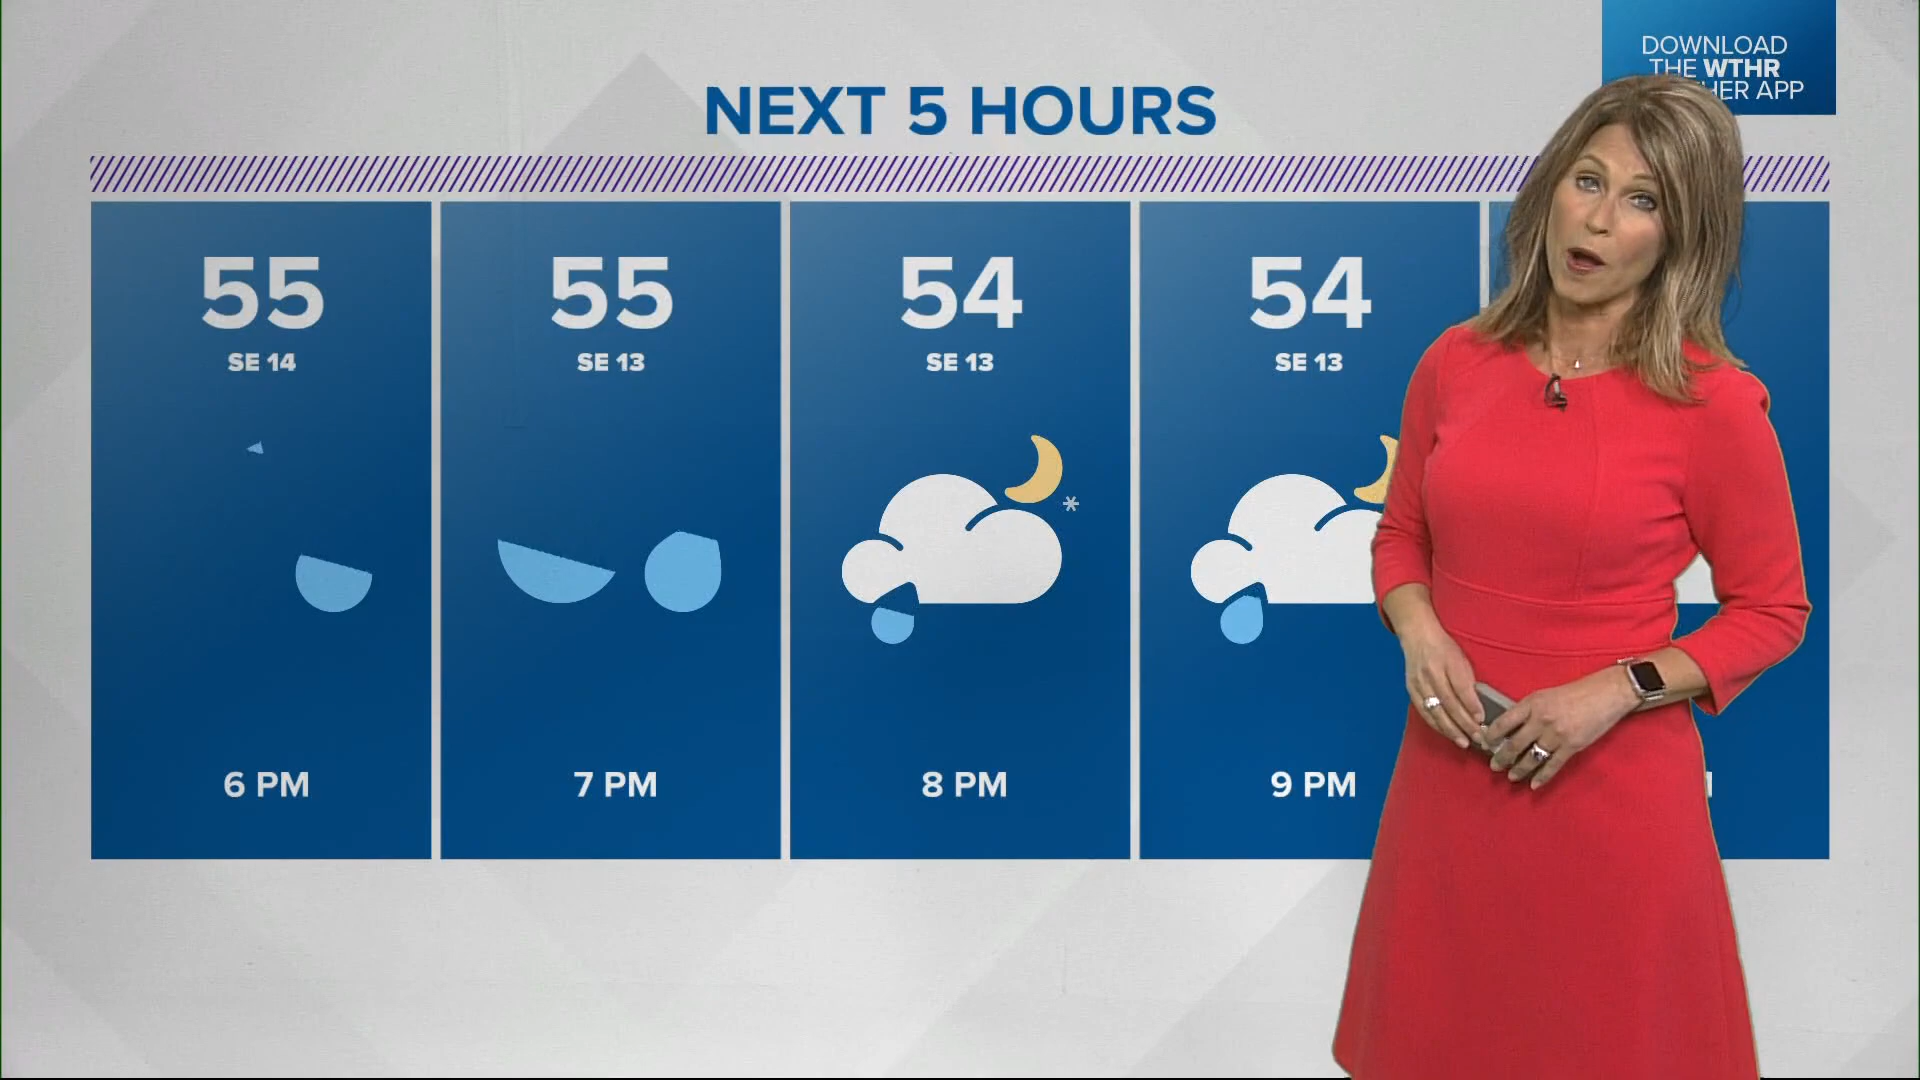 DOWNLOAD
THE WTHR
HER APP
NEXT 5 HOURS
55
SE 14
6 PM
55
SE 13
7 PM
54
SE 13
8 PM
54
SE 13
9 PM